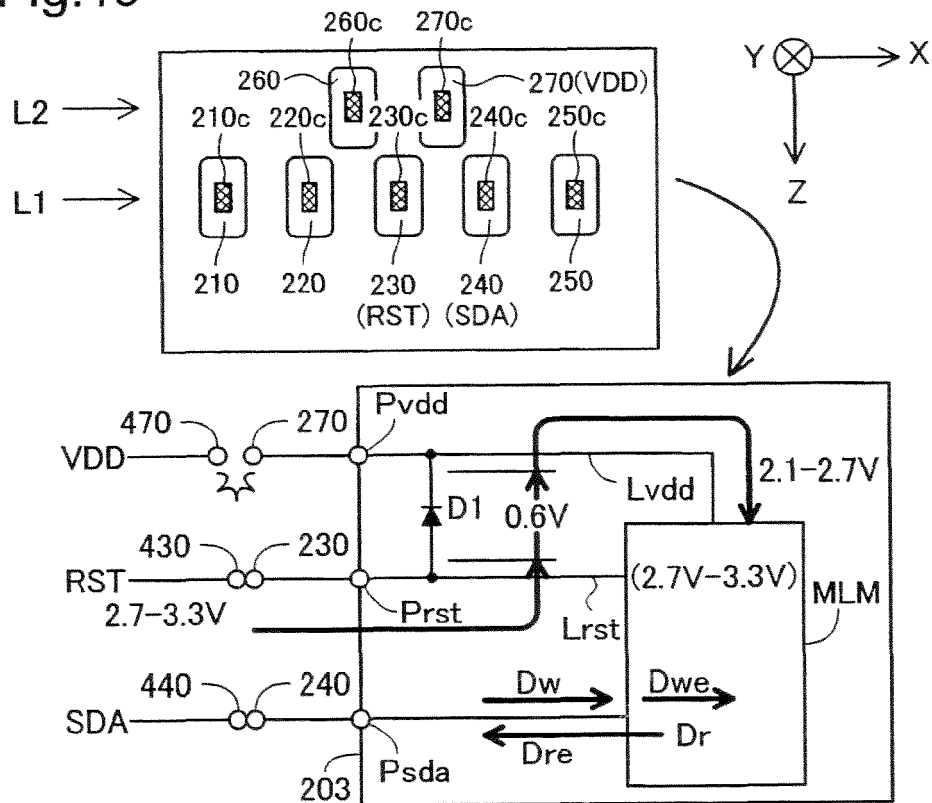 260c 270c
Y X
260 270(VDD)
L2
210c 220c 230c 240c 250c
L1
Z
210 220 230 240 250
(RST) (SDA)
470 270 Pvdd
VDD
Lvdd 2.1-2.7V
D1 0.6V
430 230
RST (2.7V-3.3V)
2.7-3.3V Prst Lrst MLM
440 240 Dw Dwe
SDA
Dre Dr
203 Psda